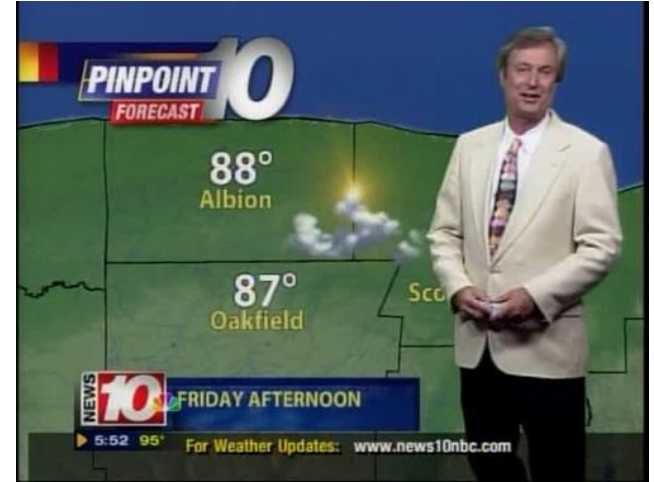 PINPOINT 10
FORECAST
88°
Albion
87°
Oakfield
Sco
NEWS 10
FRIDAY AFTERNOON
5:52 95° For Weather Updates: www.news10nbc.com